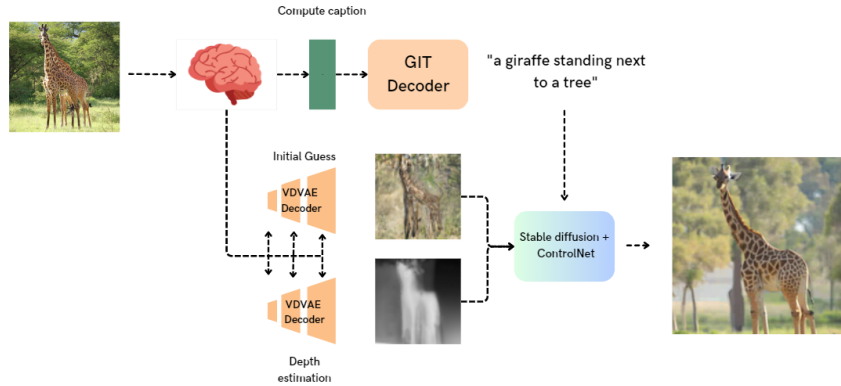 Compute caption
GIT
Decoder
"a giraffe standing next
to a tree"
Initial Guess
VDVAE
Decoder
Stable diffusion +
ControlNet
VDVAE
Decoder
Depth
estimation